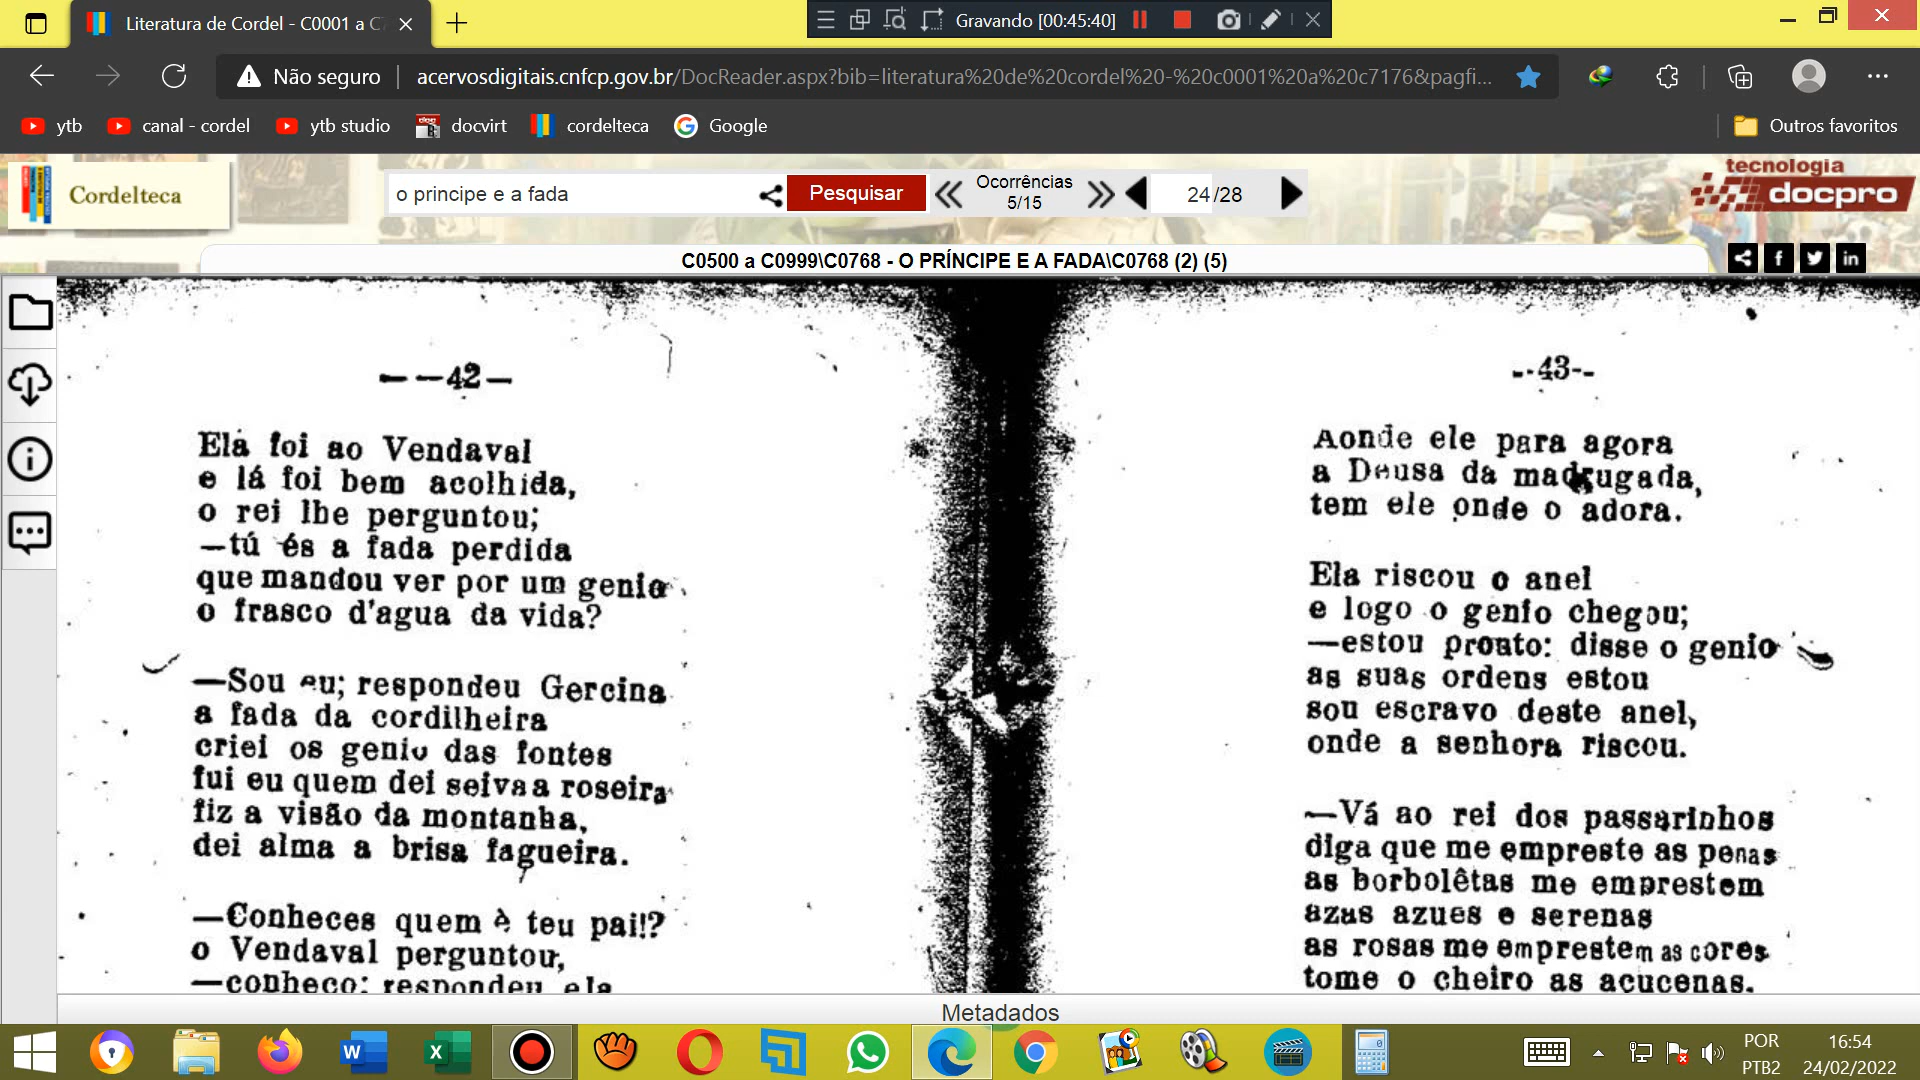 Literatura de Cordel - C0001 a C7
Gravando [00:45:40]
Não seguro
acervosdigitais.cnfcp.gov.br/DocReader.aspx?bib=literatura%20de%20cordel%20-%20c0001%20a%20c7176&pagfi...
ytb
canal - cordel
ytb studio
docvirt
cordelteca
Google
Outros favoritos
Cordelteca
o principe e a fada
Pesquisar
Ocorrências
5/15
24 /28
tecnologia
docpro
C0500 a C0999\C0768 - O PRÍNCIPE E A FADA\C0768 (2) (5)
— —42—
Ela foi ao Vendaval
e lá foi bem acolhida,
o rei lhe perguntou;
—tú és a fada perdida
que mandou ver por um genio
o frasco d'agua da vida?
—Sou eu; respondeu Gercina
a fada da cordilheira
criei os genio das fontes
fui eu quem dei seiva a roseira
fiz a visão da montanha,
dei alma a brisa fagueira.
—Conheces quem è teu pai!?
o Vendaval perguntou,
—conheço: respondeu ela
--43--
Aonde ele para agora
a Deusa da madrugada,
tem ele onde o adora.
Ela riscou o anel
e logo o genio chegou;
—estou pronto: disse o genio
as suas ordens estou
sou escravo deste anel,
onde a senhora riscou.
—Vá ao rei dos passarinhos
diga que me empreste as penas
as borbolêtas me emprestem
azas azues e serenas
as rosas me emprestem as cores
tome o cheiro as açucenas.
Metadados
POR
PTB2
16:54
24/02/2022